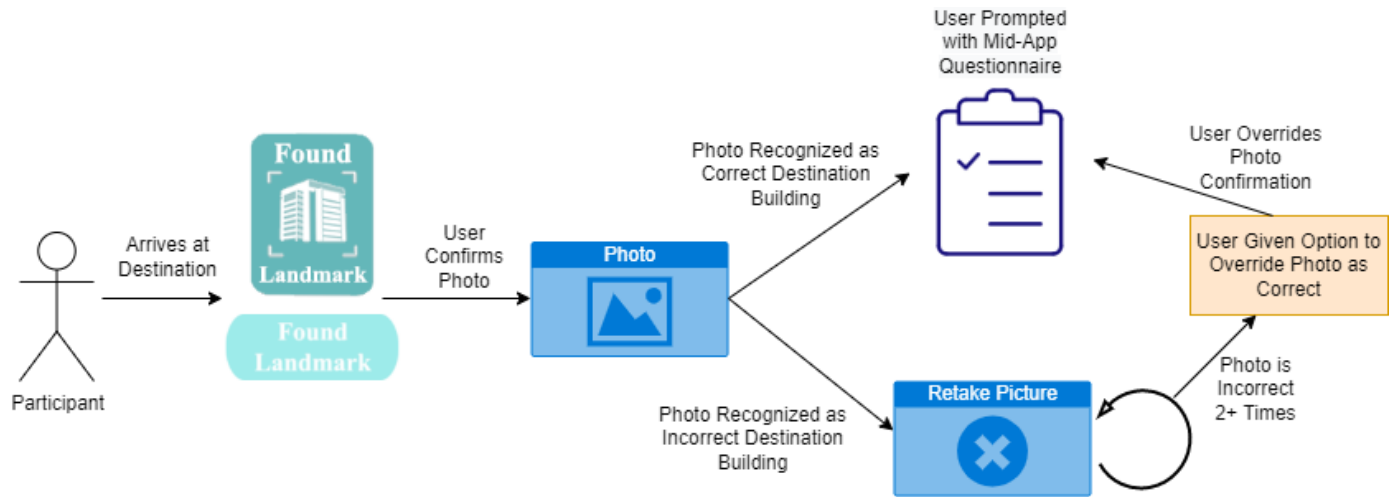 User Prompted
with Mid-App
Questionnaire
Found
Landmark
Arrives at
Destination
Found
Landmark
Participant
User
Confirms
Photo
Photo
Photo Recognized as
Correct Destination
Building
Photo Recognized as
Incorrect Destination
Building
Retake Picture
Photo is
Incorrect
2+ Times
User Given Option to
Override Photo as
Correct
User Overrides
Photo
Confirmation